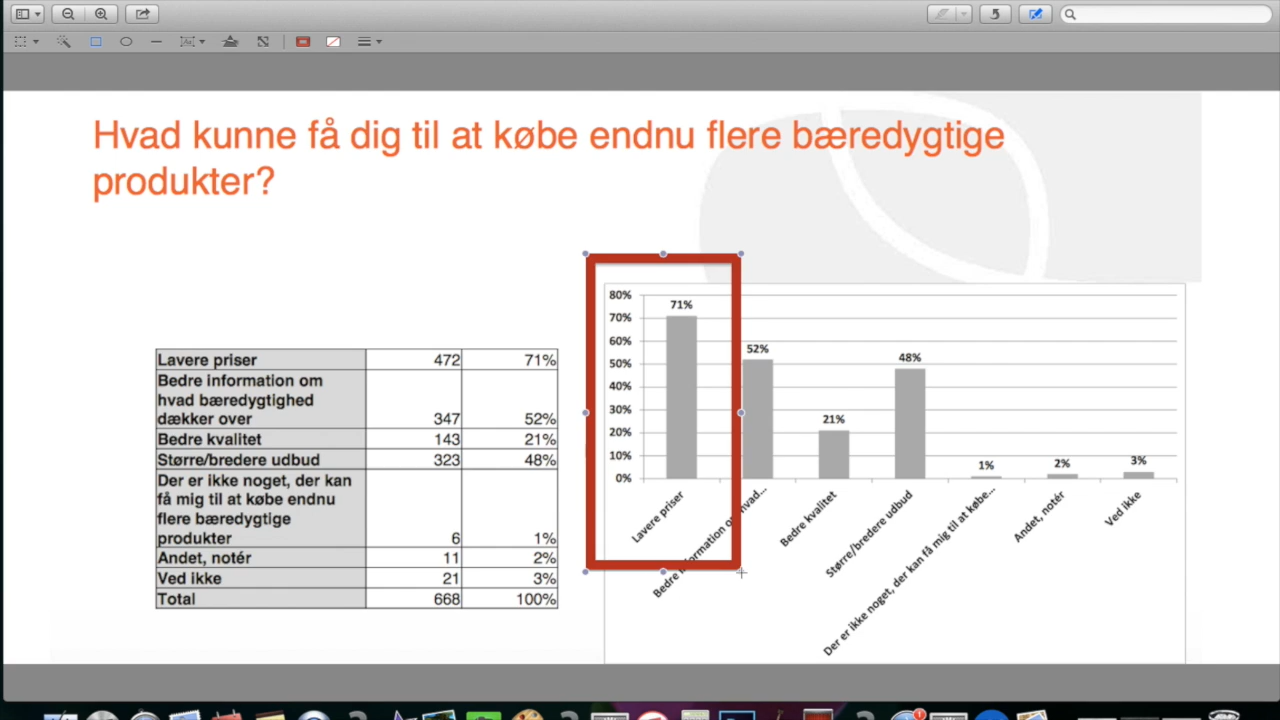 Hvad kunne få dig til at købe endnu flere bæredygtige
produkter?
Lavere priser 472 71%
Bedre information om
hvad bæredygtighed
dækker over 347 52%
Bedre kvalitet 143 21%
Større/bredere udbud 323 48%
Der er ikke noget, der kan
få mig til at købe endnu
flere bæredygtige
produkter 6 1%
Andet, notér 11 2%
Ved ikke 21 3%
Total 668 100%
80%
70%
60%
50%
40%
30%
20%
10%
0%
71%
52%
21%
48%
1%
2%
3%
Lavere priser
Bedre information om hvad...
Bedre kvalitet
Større/bredere udbud
Der er ikke noget, der kan få mig til at købe...
Andet, notér
Ved ikke